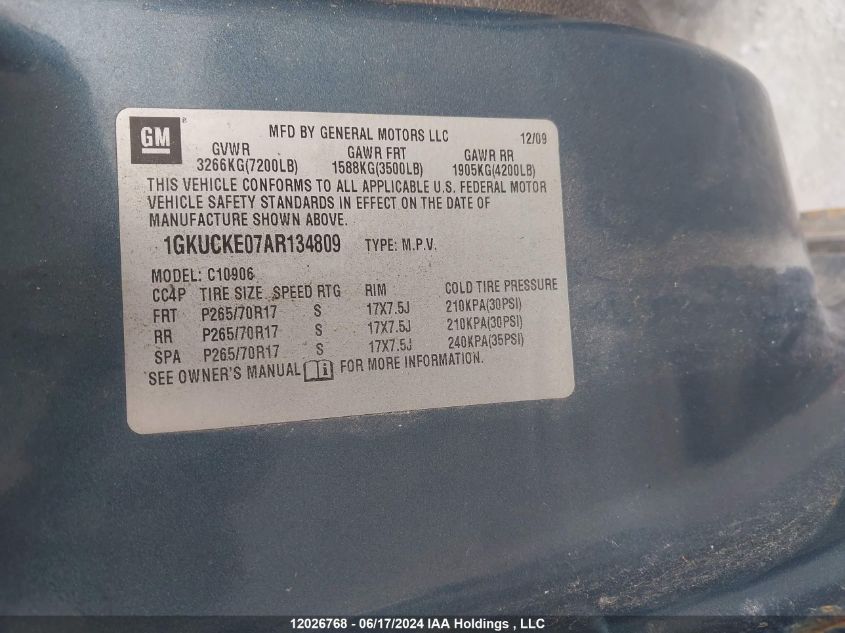 GM
MFD BY GENERAL MOTORS LLC 12/09
GVWR GAWR FRT GAWR RR
3266KG(7200LB) 1588KG(3500LB) 1905KG(4200LB)
THIS VEHICLE CONFORMS TO ALL APPLICABLE U.S. FEDERAL MOTOR
VEHICLE SAFETY STANDARDS IN EFFECT ON THE DATE OF
MANUFACTURE SHOWN ABOVE.
1GKUCKE07AR134809 TYPE: M.P.V.
MODEL: C10906
CC4P TIRE SIZE SPEED RTG RIM COLD TIRE PRESSURE
FRT P265/70R17 S 17X7.5J 210KPA(30PSI)
RR P265/70R17 S 17X7.5J 210KPA(30PSI)
SPA P265/70R17 S 17X7.5J 240KPA(35PSI)
SEE OWNER'S MANUAL FOR MORE INFORMATION.
12026768 - 06/17/2024 IAA Holdings , LLC